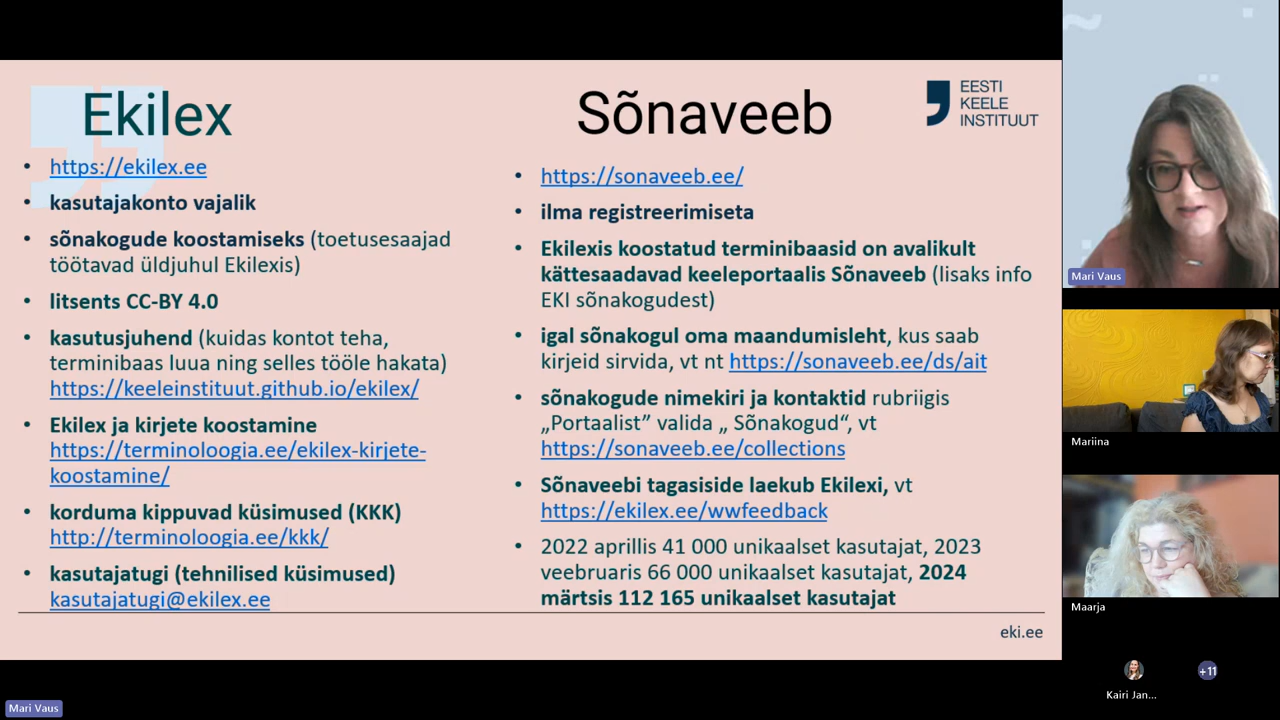 Ekilex
• https://ekilex.ee
• kasutajakonto vajalik
• sõnakogude koostamiseks (toetusesaajad
töötavad üldjuhul Ekilexis)
• litsents CC-BY 4.0
• kasutusjuhend (kuidas kontot teha,
terminibaas luua ning selles tööle hakata)
https://keeleinstituut.github.io/ekilex/
• Ekilex ja kirjete koostamine
https://terminoloogia.ee/ekilex-kirjete-
koostamine/
• korduma kippuvad küsimused (KKK)
http://terminoloogia.ee/kkk/
• kasutajatugi (tehnilised küsimused)
kasutajatugi@ekilex.ee
Sõnaveeb
EESTI
KEELE
INSTITUUT
• https://sonaveeb.ee/
• ilma registreerimiseta
• Ekilexis koostatud terminibaasid on avalikult
kättesaadavad keeleportaalis Sõnaveeb (lisaks info
EKI sõnakogudest)
• igal sõnakogul oma maandumisleht, kus saab
kirjeid sirvida, vt nt https://sonaveeb.ee/ds/ait
• sõnakogude nimekiri ja kontaktid rubriigis
„Portaalist” valida „ Sõnakogud“, vt
https://sonaveeb.ee/collections
• Sõnaveebi tagasiside laekub Ekilexi, vt
https://ekilex.ee/wwfeedback
• 2022 aprillis 41 000 unikaalset kasutajat, 2023
veebruaris 66 000 unikaalset kasutajat, 2024
märtsis 112 165 unikaalset kasutajat
eki.ee
Mari Vaus
Mari Vaus
Mariina
Maarja
Kairi Jan...
+11